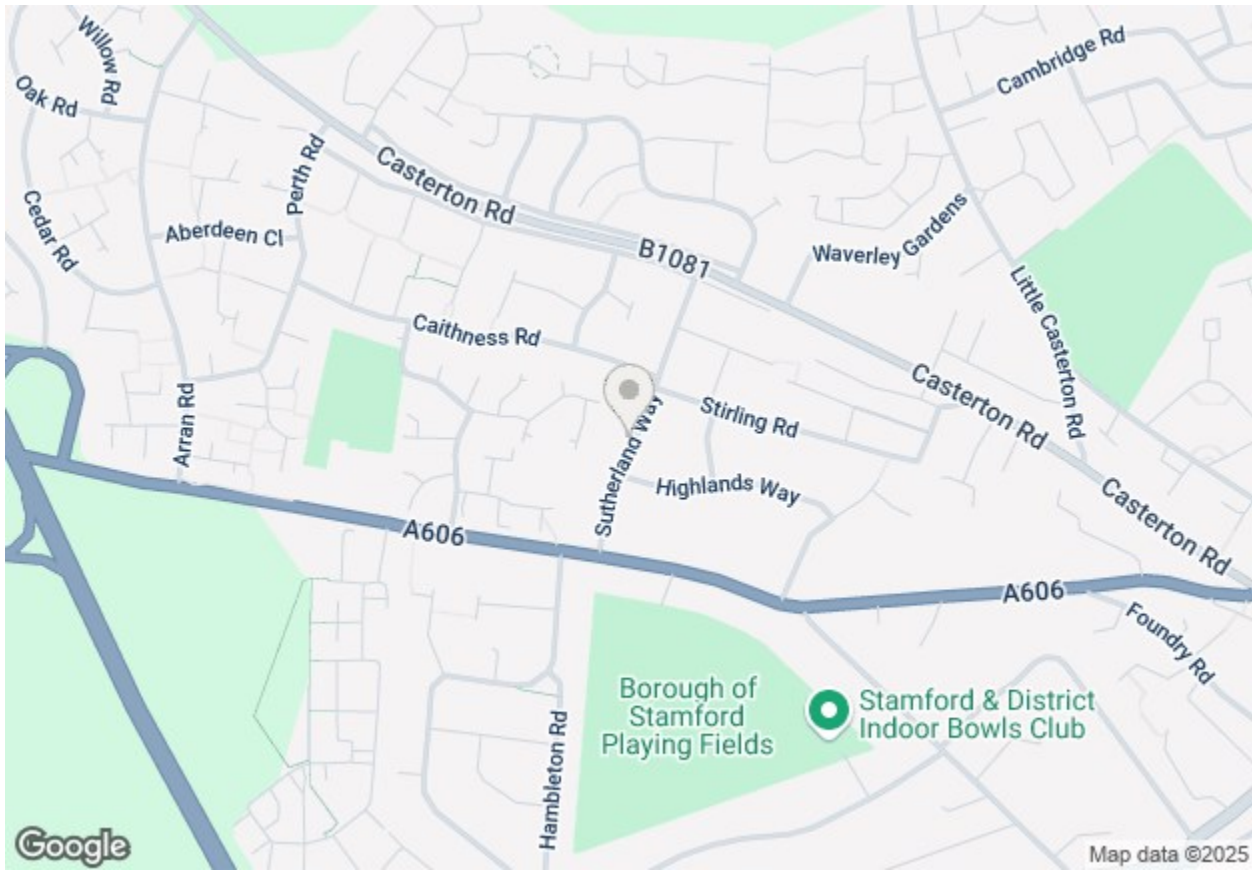 Willow Rd
Oak Rd
Cambridge Rd
Perth Rd
Casterton Rd
Cedar Rd
Aberdeen Cl
B1081
Waverley Gardens
Little Casterton Rd
Caithness Rd
Casterton Rd
Arran Rd
Stirling Rd
Sutherland Way
Highlands Way
Casterton Rd
A606
A606
Foundry Rd
Borough of
Stamford
Playing Fields
Stamford & District
Indoor Bowls Club
Hambleton Rd
Google
Map data ©2025